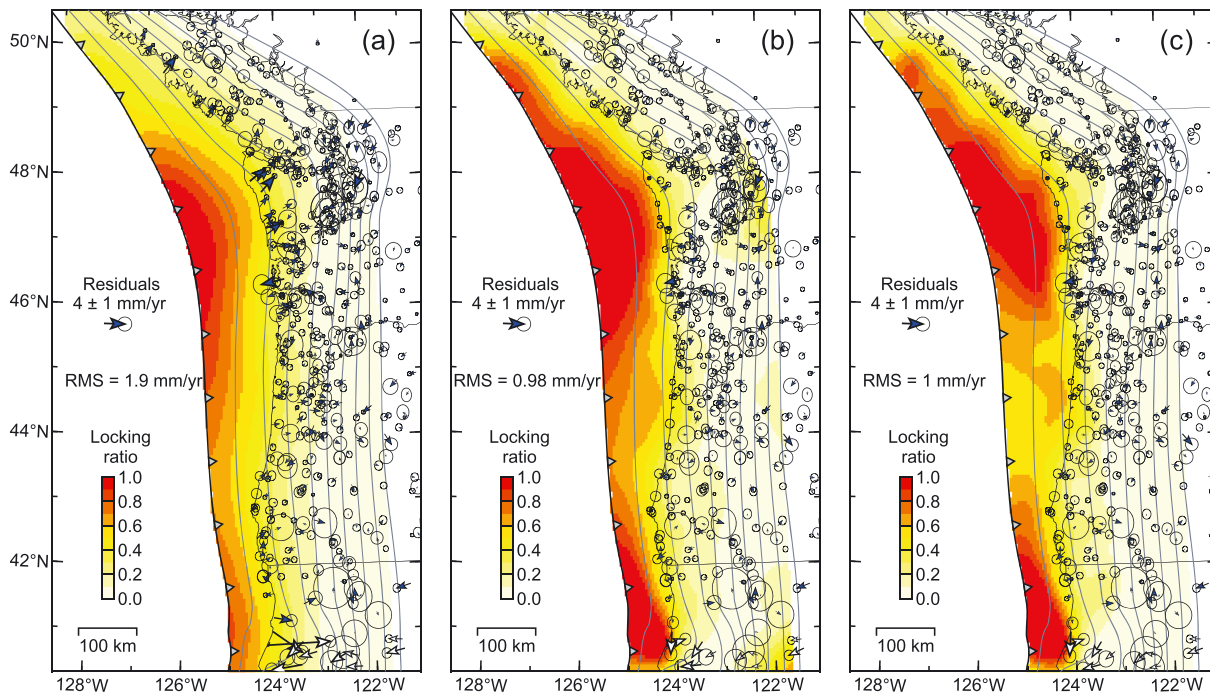 (a)
(b)
(c)
50°N
48°N
46°N
44°N
42°N
Residuals
4 ± 1 mm/yr
RMS = 1.9 mm/yr
Locking
ratio
1.0
0.8
0.6
0.4
0.2
0.0
100 km
Residuals
4 ± 1 mm/yr
RMS = 0.98 mm/yr
Locking
ratio
1.0
0.8
0.6
0.4
0.2
0.0
100 km
Residuals
4 ± 1 mm/yr
RMS = 1 mm/yr
Locking
ratio
1.0
0.8
0.6
0.4
0.2
0.0
100 km
128°W 126°W 124°W 122°W
128°W 126°W 124°W 122°W
128°W 126°W 124°W 122°W